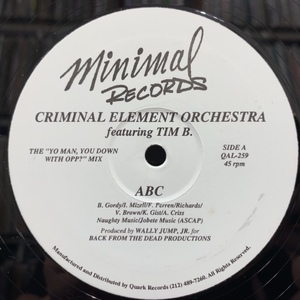 minimal
RECORDS
CRIMINAL ELEMENT ORCHESTRA
featuring TIM B.
THE "YO MAN, YOU DOWN
WITH OPP?" MIX
SIDE A
QAL-259
45 rpm
ABC
B. Gordy/I. Mizell/F. Perren/Richards/
V. Brown/K. Gist/A. Criss
Naughty Music/Jobete Music (ASCAP)
Produced by WALLY JUMP, JR. for
BACK FROM THE DEAD PRODUCTIONS
Manufactured and Distributed by Quark Records (212) 489-7260. All Rights Reserved.